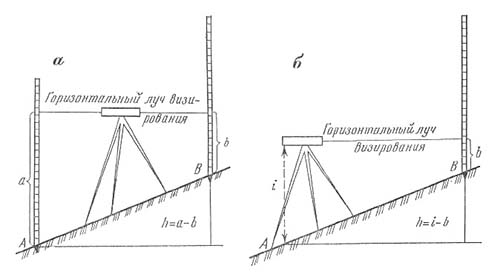 а
Горизонтальный луч визи-
рования
a
b
B
A
h=a-b
б
Горизонтальный луч
визирования
i
b
B
A
h=i-b